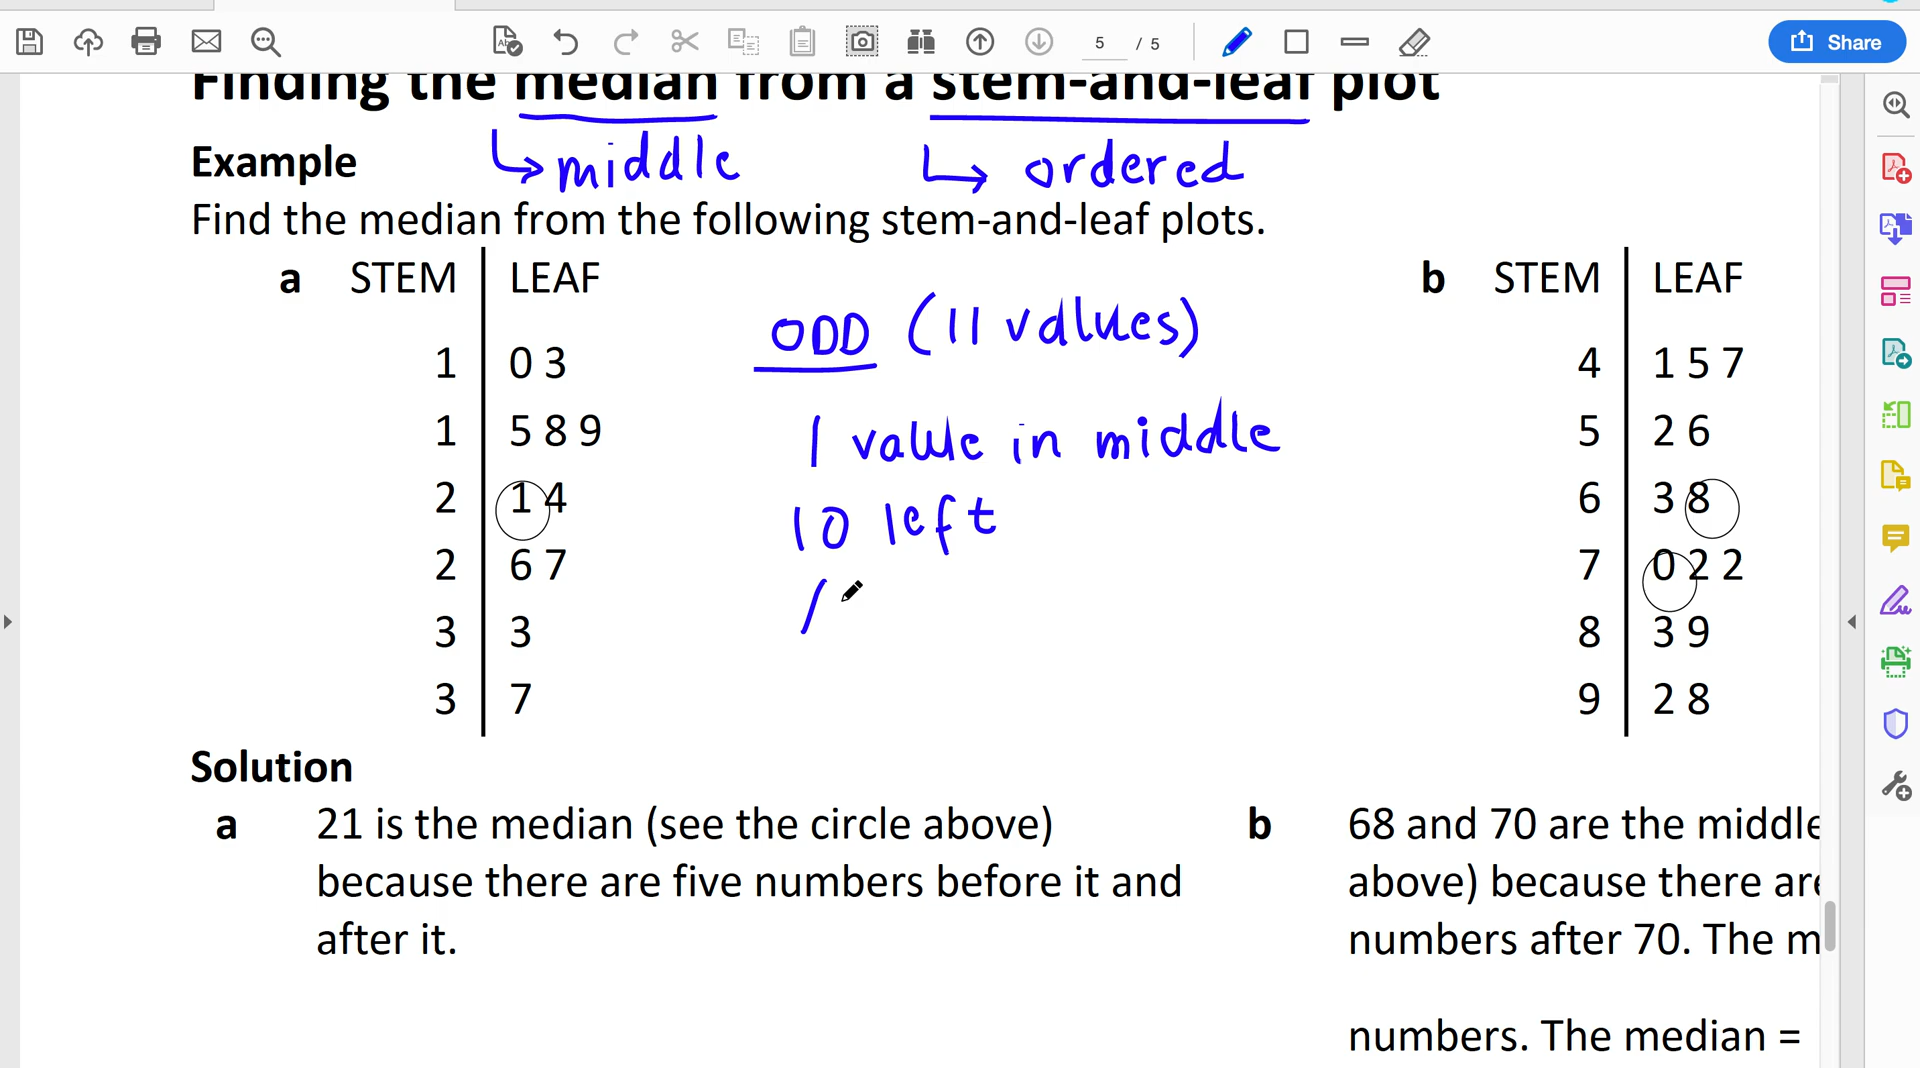 5 / 5
Share
Finding the median from a stem-and-leaf plot
middle ordered
Example
Find the median from the following stem-and-leaf plots.
a STEM LEAF
1 0 3
1 5 8 9
2 1 4
2 6 7
3 3
3 7
ODD (11 values)
1 value in middle
10 left
b STEM LEAF
4 1 5 7
5 2 6
6 3 8
7 0 2 2
8 3 9
9 2 8
Solution
a 21 is the median (see the circle above)
because there are five numbers before it and
after it.
b 68 and 70 are the middle
above) because there are
numbers after 70. The m
numbers. The median =